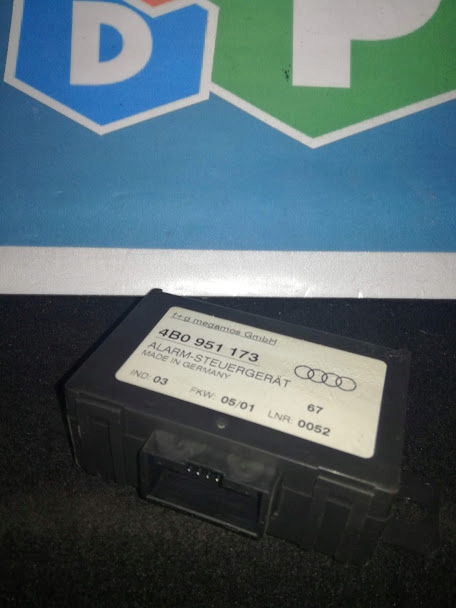 D P
f+g megamos GmbH
4B0 951 173
ALARM-STEUERGERÄT
MADE IN GERMANY
67
IND: 03 FKW: 05/01 LNR: 0052